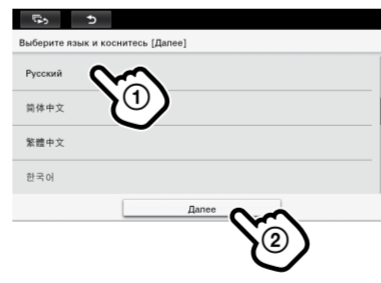 Выберите язык и коснитесь [Далее]
Русский
1
简体中文
繁體中文
한국어
Далее
2